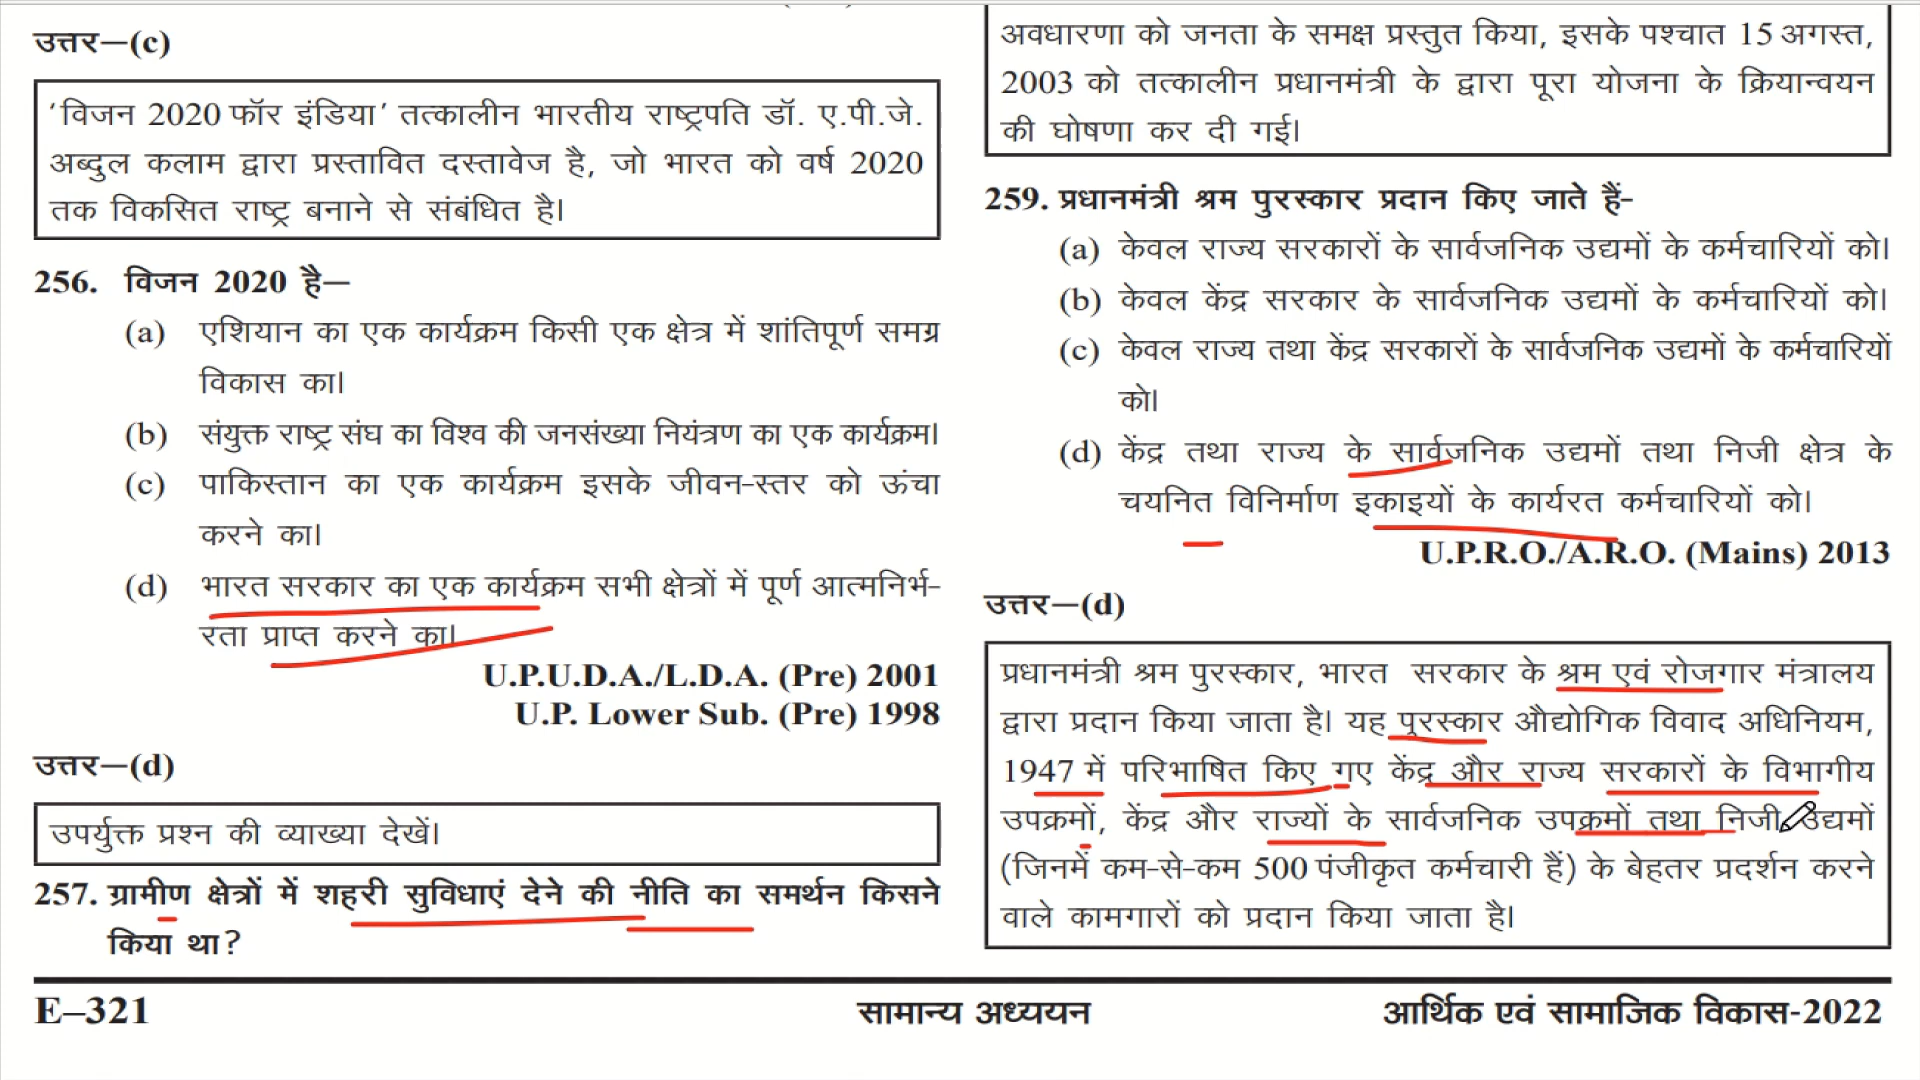 उत्तर—(c)
'विजन 2020 फॉर इंडिया' तत्कालीन भारतीय राष्ट्रपति डॉ. ए.पी.जे.
अब्दुल कलाम द्वारा प्रस्तावित दस्तावेज है, जो भारत को वर्ष 2020
तक विकसित राष्ट्र बनाने से संबंधित है।
256. विजन 2020 है—
(a) एशियान का एक कार्यक्रम किसी एक क्षेत्र में शांतिपूर्ण समग्र
विकास का।
(b) संयुक्त राष्ट्र संघ का विश्व की जनसंख्या नियंत्रण का एक कार्यक्रम।
(c) पाकिस्तान का एक कार्यक्रम इसके जीवन-स्तर को ऊंचा
करने का।
(d) भारत सरकार का एक कार्यक्रम सभी क्षेत्रों में पूर्ण आत्मनिर्भ-
रता प्राप्त करने का।
U.P.U.D.A./L.D.A. (Pre) 2001
U.P. Lower Sub. (Pre) 1998
उत्तर—(d)
उपर्युक्त प्रश्न की व्याख्या देखें।
257. ग्रामीण क्षेत्रों में शहरी सुविधाएं देने की नीति का समर्थन किसने
किया था?
अवधारणा को जनता के समक्ष प्रस्तुत किया, इसके पश्चात 15 अगस्त,
2003 को तत्कालीन प्रधानमंत्री के द्वारा पूरा योजना के क्रियान्वयन
की घोषणा कर दी गई।
259. प्रधानमंत्री श्रम पुरस्कार प्रदान किए जाते हैं-
(a) केवल राज्य सरकारों के सार्वजनिक उद्यमों के कर्मचारियों को।
(b) केवल केंद्र सरकार के सार्वजनिक उद्यमों के कर्मचारियों को।
(c) केवल राज्य तथा केंद्र सरकारों के सार्वजनिक उद्यमों के कर्मचारियों
को।
(d) केंद्र तथा राज्य के सार्वजनिक उद्यमों तथा निजी क्षेत्र के
चयनित विनिर्माण इकाइयों के कार्यरत कर्मचारियों को।
U.P.R.O./A.R.O. (Mains) 2013
उत्तर—(d)
प्रधानमंत्री श्रम पुरस्कार, भारत सरकार के श्रम एवं रोजगार मंत्रालय
द्वारा प्रदान किया जाता है। यह पुरस्कार औद्योगिक विवाद अधिनियम,
1947 में परिभाषित किए गए केंद्र और राज्य सरकारों के विभागीय
उपक्रमों, केंद्र और राज्यों के सार्वजनिक उपक्रमों तथा निजी उद्यमों
(जिनमें कम-से-कम 500 पंजीकृत कर्मचारी हैं) के बेहतर प्रदर्शन करने
वाले कामगारों को प्रदान किया जाता है।
E–321 सामान्य अध्ययन आर्थिक एवं सामाजिक विकास-2022